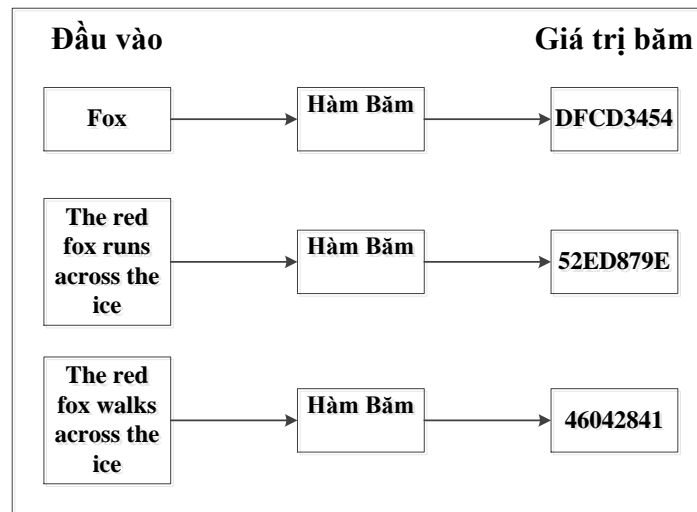 Đầu vào
Giá trị băm
Fox
Hàm Băm
DFCD3454
The red
fox runs
across the
ice
Hàm Băm
52ED879E
The red
fox walks
across the
ice
Hàm Băm
46042841